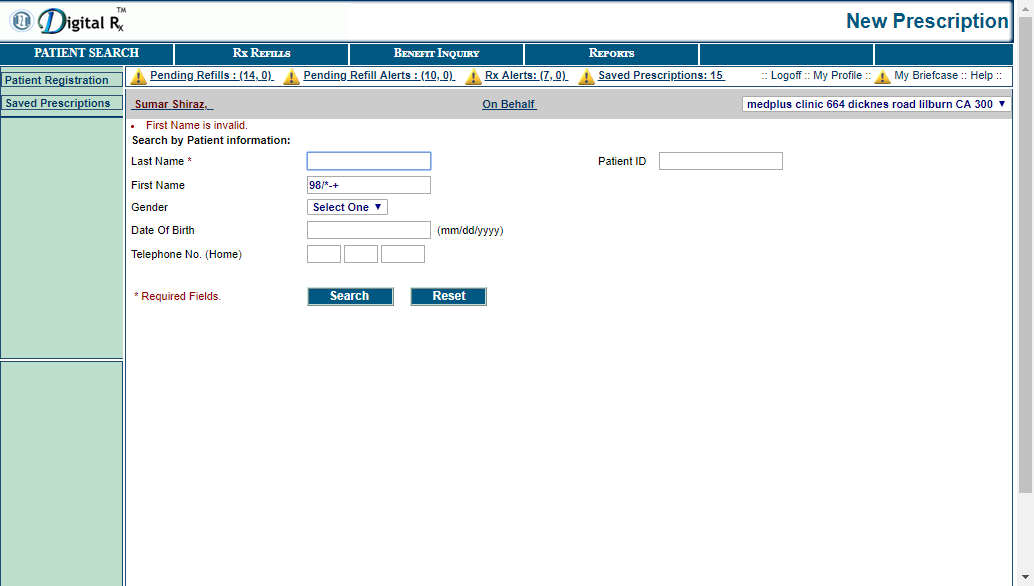 Digital Rx TM
New Prescription
PATIENT SEARCH RX REFILLS BENEFIT INQUIRY REPORTS
Patient Registration
Saved Prescriptions
Pending Refills : (14, 0) Pending Refill Alerts : (10, 0) Rx Alerts: (7, 0) Saved Prescriptions: 15 :: Logoff :: My Profile :: My Briefcase :: Help ::
Sumar Shiraz, On Behalf medplus clinic 664 dicknes road lilburn CA 300
• First Name is invalid.
Search by Patient information:
Last Name * Patient ID
First Name 98/*-+
Gender Select One
Date Of Birth (mm/dd/yyyy)
Telephone No. (Home)
* Required Fields. Search Reset